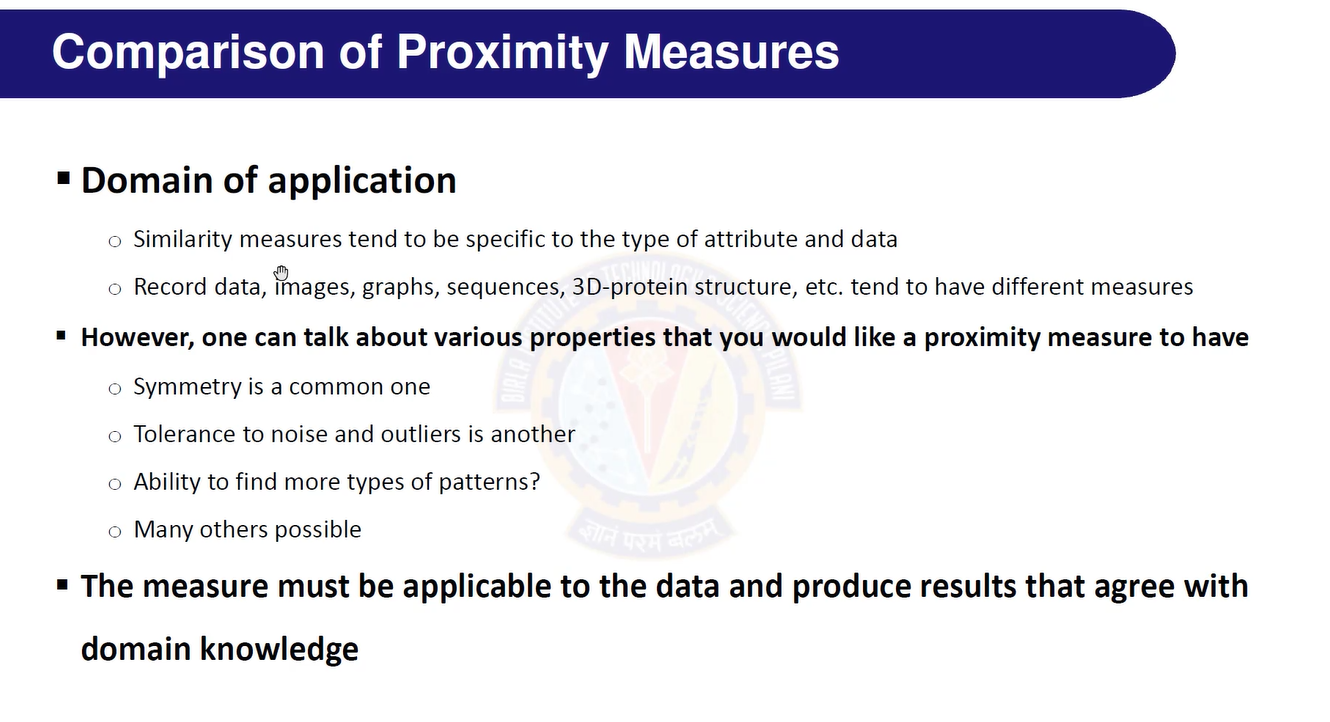 Comparison of Proximity Measures
▪ Domain of application
○ Similarity measures tend to be specific to the type of attribute and data
○ Record data, images, graphs, sequences, 3D-protein structure, etc. tend to have different measures
▪ However, one can talk about various properties that you would like a proximity measure to have
○ Symmetry is a common one
○ Tolerance to noise and outliers is another
○ Ability to find more types of patterns?
○ Many others possible
▪ The measure must be applicable to the data and produce results that agree with
domain knowledge
ज्ञानं परमं बलम्